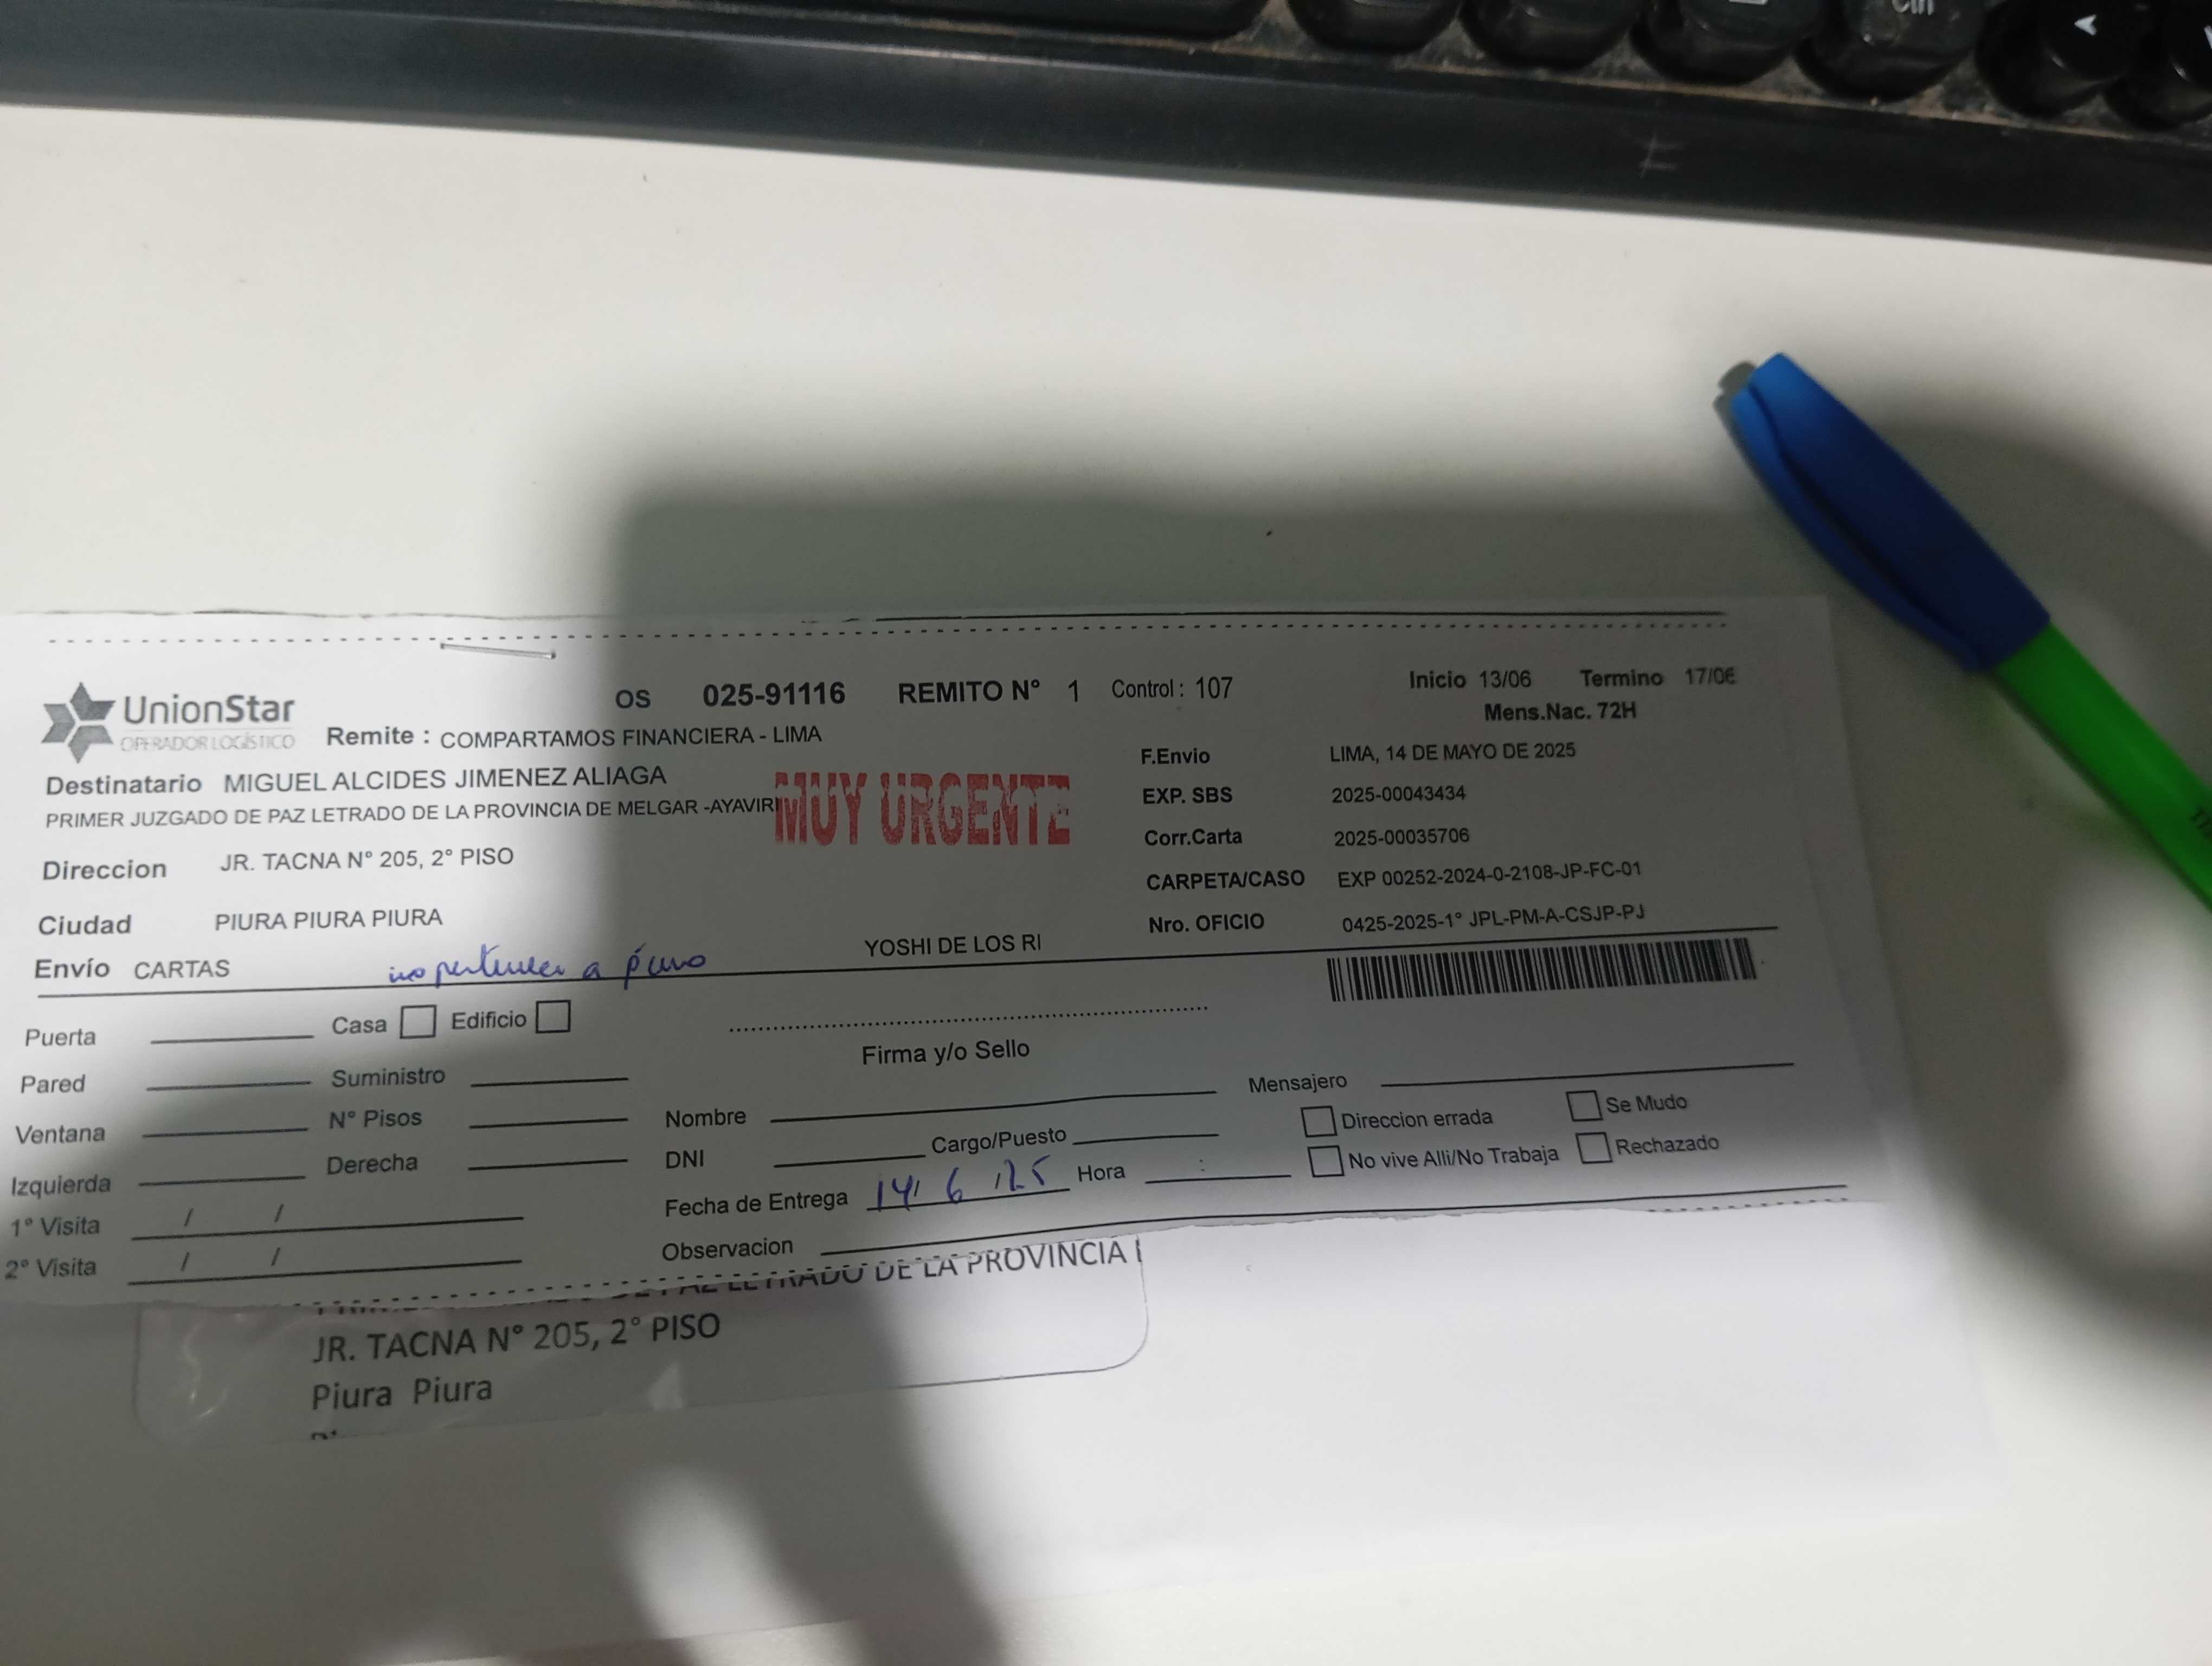 Ctrl
UnionStar
OPERADOR LOGÍSTICO
OS 025-91116 REMITO N° 1 Control : 107
Inicio 13/06 Termino 17/06
Mens.Nac. 72H
Remite : COMPARTAMOS FINANCIERA - LIMA
Destinatario MIGUEL ALCIDES JIMENEZ ALIAGA
PRIMER JUZGADO DE PAZ LETRADO DE LA PROVINCIA DE MELGAR -AYAVIRI
MUY URGENTE
F.Envio LIMA, 14 DE MAYO DE 2025
EXP. SBS 2025-00043434
Corr.Carta 2025-00035706
CARPETA/CASO EXP 00252-2024-0-2108-JP-FC-01
Nro. OFICIO 0425-2025-1° JPL-PM-A-CSJP-PJ
Direccion JR. TACNA N° 205, 2° PISO
Ciudad PIURA PIURA PIURA
Envío CARTAS
a
YOSHI DE LOS RI
Puerta Casa Edificio
Firma y/o Sello
Pared Suministro
Ventana N° Pisos
Izquierda Derecha
1° Visita / /
2° Visita / /
Nombre
DNI Cargo/Puesto
Fecha de Entrega 14/ 6 /25 Hora :
Observacion
Mensajero
Direccion errada Se Mudo
No vive Alli/No Trabaja Rechazado
PAZ LETRADO DE LA PROVINCIA
JR. TACNA N° 205, 2° PISO
Piura Piura